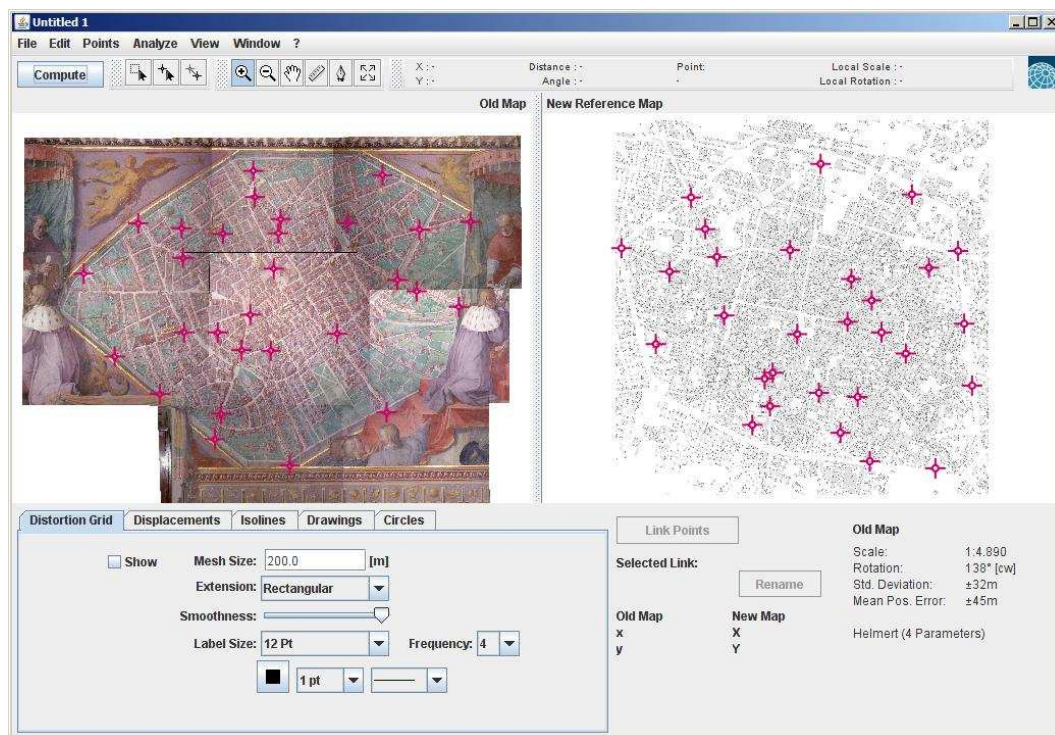 Untitled 1
File Edit Points Analyze View Window ?
Compute
X : - Distance : - Point: Local Scale : -
Y : - Angle : - - Local Rotation : -
Old Map New Reference Map
Distortion Grid Displacements Isolines Drawings Circles
Show Mesh Size: 200.0 [m]
Extension: Rectangular
Smoothness:
Label Size: 12 Pt Frequency: 4
1 pt
Link Points
Selected Link:
Rename
Old Map New Map
x X
y Y
Old Map
Scale: 1:4.890
Rotation: 138° [cw]
Std. Deviation: ±32m
Mean Pos. Error: ±45m
Helmert (4 Parameters)